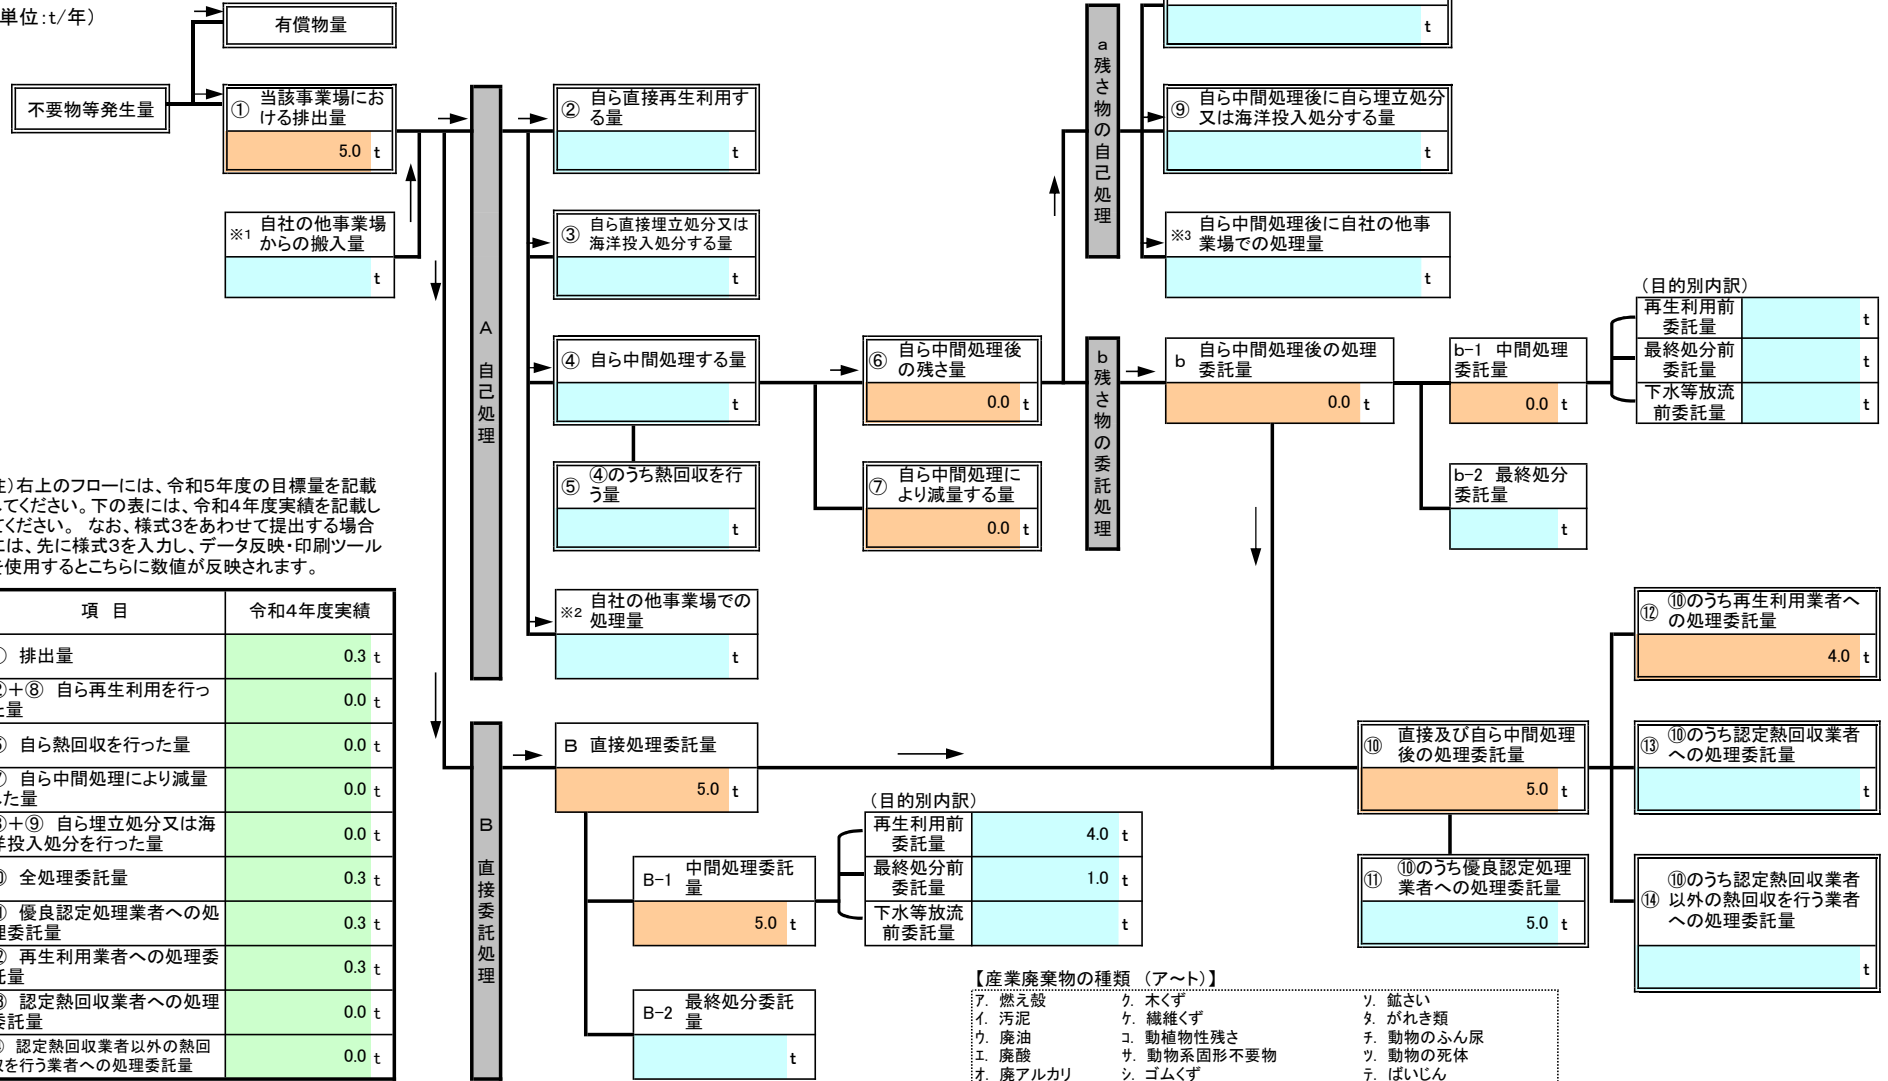 単位:t/年)
有償物量
不要物等発生量
① 当該事業場にお
ける排出量
5.0 t
※1 自社の他事業場
からの搬入量
t
A 自己処理
② 自ら直接再生利用す
る量
t
③ 自ら直接埋立処分又は
海洋投入処分する量
t
④ 自ら中間処理する量
t
⑤ ④のうち熱回収を行
う量
t
※2 自社の他事業場での
処理量
t
⑥ 自ら中間処理後
の残さ量
0.0 t
⑦ 自ら中間処理に
より減量する量
0.0 t
a残さ物の自己処理
t
⑨ 自ら中間処理後に自ら埋立処分
又は海洋投入処分する量
t
※3 自ら中間処理後に自社の他事
業場での処理量
t
b残さ物の委託処理
b 自ら中間処理後の処理
委託量
0.0 t
b-1 中間処理
委託量
0.0 t
b-2 最終処分
委託量
t
(目的別内訳)
再生利用前
委託量
t
最終処分前
委託量
t
下水等放流
前委託量
t
注)右上のフローには、令和5年度の目標量を記載
してください。下の表には、令和4年度実績を記載し
てください。 なお、様式3をあわせて提出する場合
には、先に様式3を入力し、データ反映・印刷ツール
を使用するとこちらに数値が反映されます。
項 目 令和4年度実績
排出量 0.3 t
②+⑧ 自ら再生利用を行っ
た量 0.0 t
⑤ 自ら熱回収を行った量 0.0 t
⑦ 自ら中間処理により減量
した量 0.0 t
③+⑨ 自ら埋立処分又は海
洋投入処分を行った量 0.0 t
全処理委託量 0.3 t
優良認定処理業者への処
理委託量 0.3 t
再生利用業者への処理委
託量 0.3 t
認定熱回収業者への処理
委託量 0.0 t
認定熱回収業者以外の熱回
収を行う業者への処理委託量 0.0 t
B 直接委託処理
B 直接処理委託量
5.0 t
B-1 中間処理委託
量
5.0 t
B-2 最終処分委託
量
t
(目的別内訳)
再生利用前
委託量
4.0 t
最終処分前
委託量
1.0 t
下水等放流
前委託量
t
⑩ 直接及び自ら中間処理
後の処理委託量
5.0 t
⑪ ⑩のうち優良認定処理
業者への処理委託量
5.0 t
⑫ ⑩のうち再生利用業者へ
の処理委託量
4.0 t
⑬ ⑩のうち認定熱回収業者
への処理委託量
t
⑭ ⑩のうち認定熱回収業者
以外の熱回収を行う業者
への処理委託量
t
【産業廃棄物の種類 (ア～ト)】
ア. 燃え殻 ク. 木くず ソ. 鉱さい
イ. 汚泥 ケ. 繊維くず タ. がれき類
ウ. 廃油 コ. 動植物性残さ チ. 動物のふん尿
エ. 廃酸 サ. 動物系固形不要物 ツ. 動物の死体
オ. 廃アルカリ シ. ゴムくず テ. ばいじん